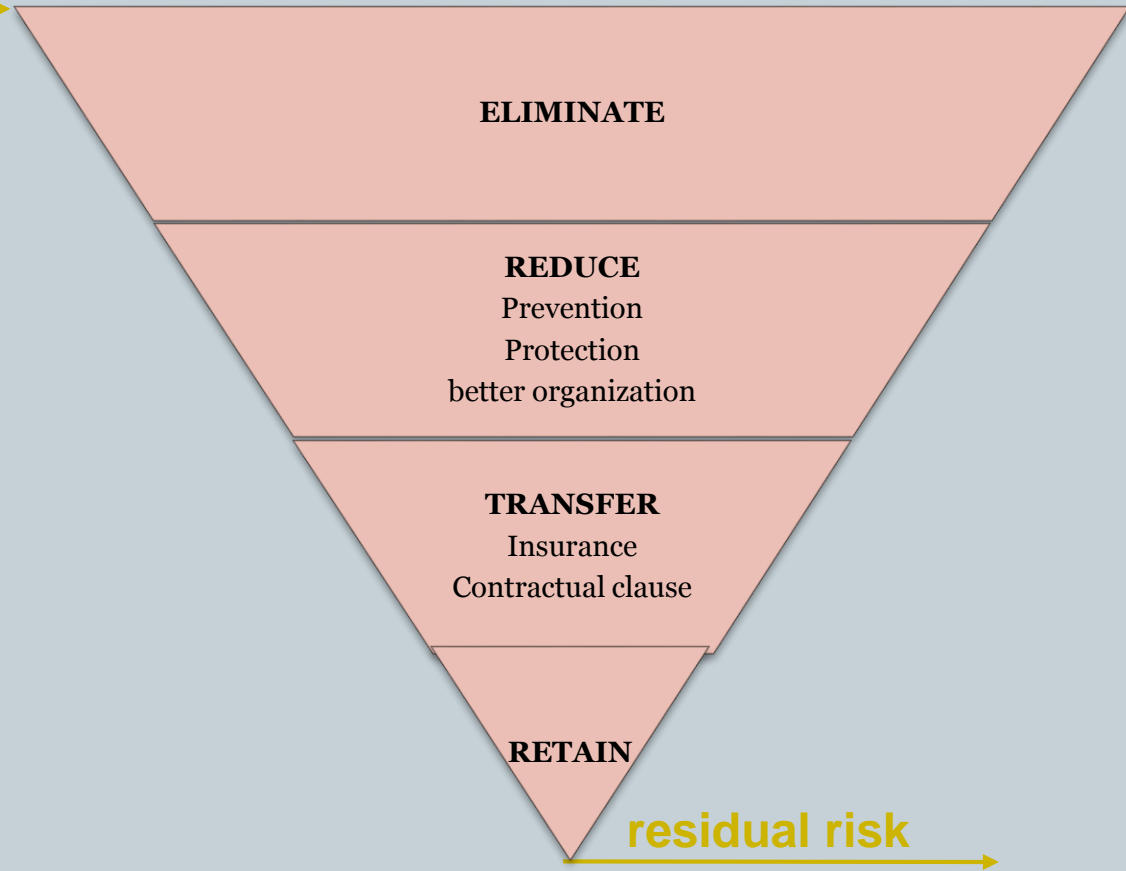 ELIMINATE
REDUCE
Prevention
Protection
better organization
TRANSFER
Insurance
Contractual clause
RETAIN
residual risk